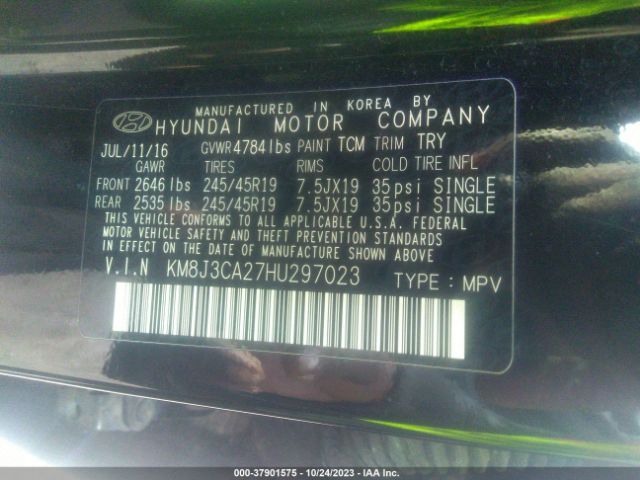 MANUFACTURED IN KOREA BY
HYUNDAI MOTOR COMPANY
JUL/11/16 GVWR 4784 lbs PAINT TCM TRIM TRY
GAWR TIRES RIMS COLD TIRE INFL
FRONT 2646 lbs 245/45R19 7.5JX19 35psi SINGLE
REAR 2535 lbs 245/45R19 7.5JX19 35psi SINGLE
THIS VEHICLE CONFORMS TO ALL APPLICABLE U.S.A. FEDERAL
MOTOR VEHICLE SAFETY AND THEFT PREVENTION STANDARDS
IN EFFECT ON THE DATE OF MANUFACTURE SHOWN ABOVE
V.I.N KM8J3CA27HU297023 TYPE : MPV
000-37901575 - 10/24/2023 - IAA Inc.